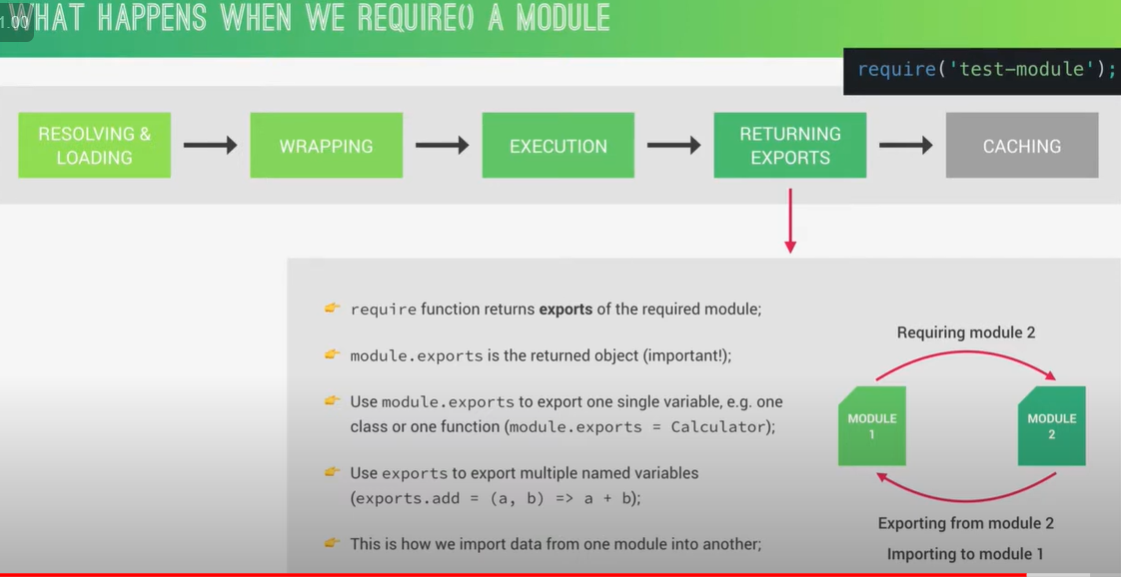 1.00
WHAT HAPPENS WHEN WE REQUIRE() A MODULE
require('test-module');
RESOLVING &
LOADING
WRAPPING
EXECUTION
RETURNING
EXPORTS
CACHING
require function returns exports of the required module;
module.exports is the returned object (important!);
Use module.exports to export one single variable, e.g. one
class or one function (module.exports = Calculator);
Use exports to export multiple named variables
(exports.add = (a, b) => a + b);
This is how we import data from one module into another;
Requiring module 2
MODULE
1
MODULE
2
Exporting from module 2
Importing to module 1